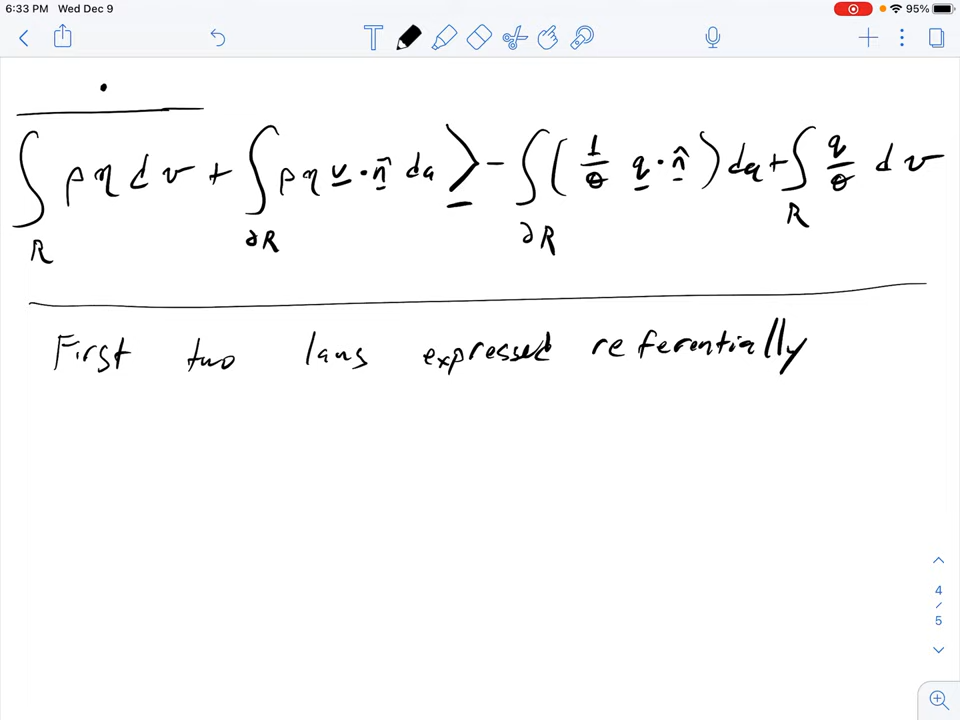 6:33 PM Wed Dec 9 95%
∫_R ρη dv + ∫_∂R ρη v · n̂ da ≥ - ∫_∂R ( 1/θ q · n̂ ) da + ∫_R q/θ dv
First two laws expressed referentially
4
/
5